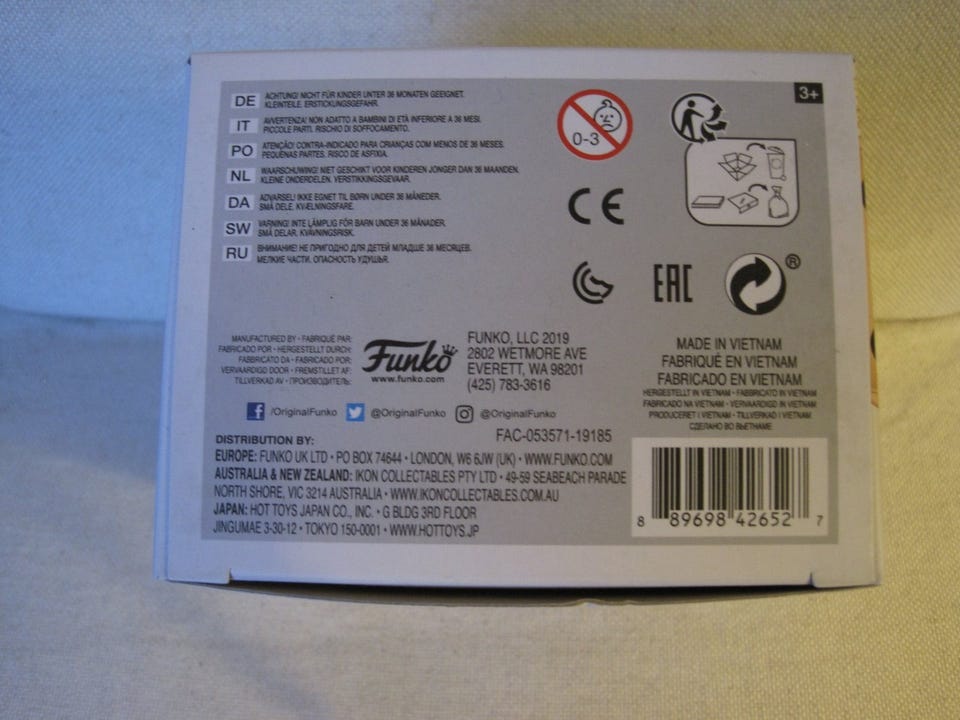 DE ACHTUNG! NICHT FÜR KINDER UNTER 36 MONATEN GEEIGNET.
KLEINTEILE. ERSTICKUNGSGEFAHR.
IT AVVERTENZA! NON ADATTO A BAMBINI DI ETÀ INFERIORE A 36 MESI.
PICCOLE PARTI. RISCHIO DI SOFFOCAMENTO.
PO ATENÇÃO! CONTRA-INDICADO PARA CRIANÇAS COM MENOS DE 36 MESES.
PEQUENAS PARTES. RISCO DE ASFIXIA.
NL WAARSCHUWING! NIET GESCHIKT VOOR KINDEREN JONGER DAN 36 MAANDEN.
KLEINE ONDERDELEN. VERSTIKKINGSGEVAAR.
DA ADVARSEL! IKKE EGNET TIL BØRN UNDER 36 MÅNEDER.
SMÅ DELE. KVÆLNINGSFARE.
SW VARNING! INTE LÄMPLIG FÖR BARN UNDER 36 MÅNADER.
SMÅ DELAR. KVÄVNINGSRISK.
RU ВНИМАНИЕ! НЕ ПРИГОДНО ДЛЯ ДЕТЕЙ МЛАДШЕ 36 МЕСЯЦЕВ.
МЕЛКИЕ ЧАСТИ. ОПАСНОСТЬ УДУШЬЯ.
0-3
3+
CE
EAC
®
MANUFACTURED BY • FABRIQUÉ PAR:
FABRICADO POR • HERGESTELLT DURCH:
FABBRICATO DA • FABRICADO POR:
VERVAARDIGD DOOR • FREMSTILLET AF:
TILLVERKAD AV • ПРОИЗВОДИТЕЛЬ:
Funko
www.funko.com
FUNKO, LLC 2019
2802 WETMORE AVE
EVERETT, WA 98201
(425) 783-3616
MADE IN VIETNAM
FABRIQUÉ EN VIETNAM
FABRICADO EN VIETNAM
HERGESTELLT IN VIETNAM • FABBRICATO IN VIETNAM
FABRICADO NA VIETNAM • VERVAARDIGD IN VIETNAM
PRODUCERET I VIETNAM • TILLVERKAD I VIETNAM
СДЕЛАНО ВО ВЬЕТНАМЕ
f /OriginalFunko @OriginalFunko @OriginalFunko
FAC-053571-19185
DISTRIBUTION BY:
EUROPE: FUNKO UK LTD • PO BOX 74644 • LONDON, W6 6JW (UK) • WWW.FUNKO.COM
AUSTRALIA & NEW ZEALAND: IKON COLLECTABLES PTY LTD • 49-59 SEABEACH PARADE
NORTH SHORE, VIC 3214 AUSTRALIA • WWW.IKONCOLLECTABLES.COM.AU
JAPAN: HOT TOYS JAPAN CO., INC. • G BLDG 3RD FLOOR
JINGUMAE 3-30-12 • TOKYO 150-0001 • WWW.HOTTOYS.JP
8 89698 42652 7